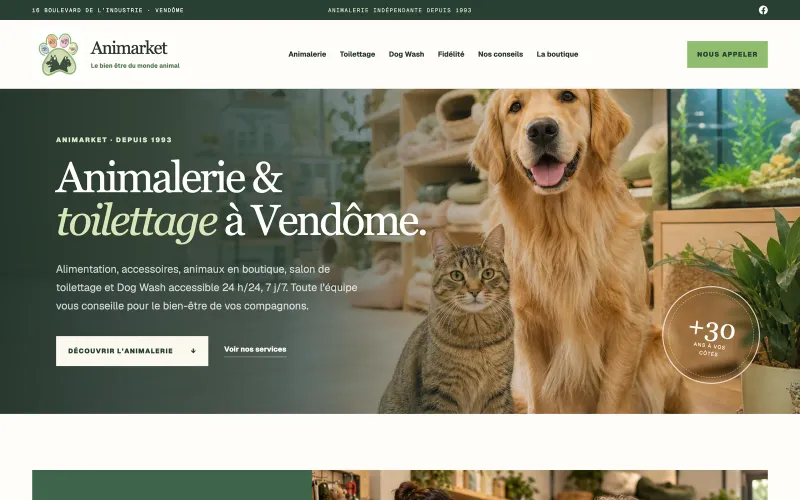 16 BOULEVARD DE L'INDUSTRIE · VENDÔME
ANIMALERIE INDÉPENDANTE DEPUIS 1993
Animarket
Le bien être du monde animal
Animalerie
Toilettage
Dog Wash
Fidélité
Nos conseils
La boutique
NOUS APPELER
ANIMARKET · DEPUIS 1993
Animalerie &
toilettage à Vendôme.
Alimentation, accessoires, animaux en boutique, salon de
toilettage et Dog Wash accessible 24 h/24, 7 j/7. Toute l'équipe
vous conseille pour le bien-être de vos compagnons.
DÉCOUVRIR L'ANIMALERIE ↓
Voir nos services
+30
ANS À VOS
CÔTÉS